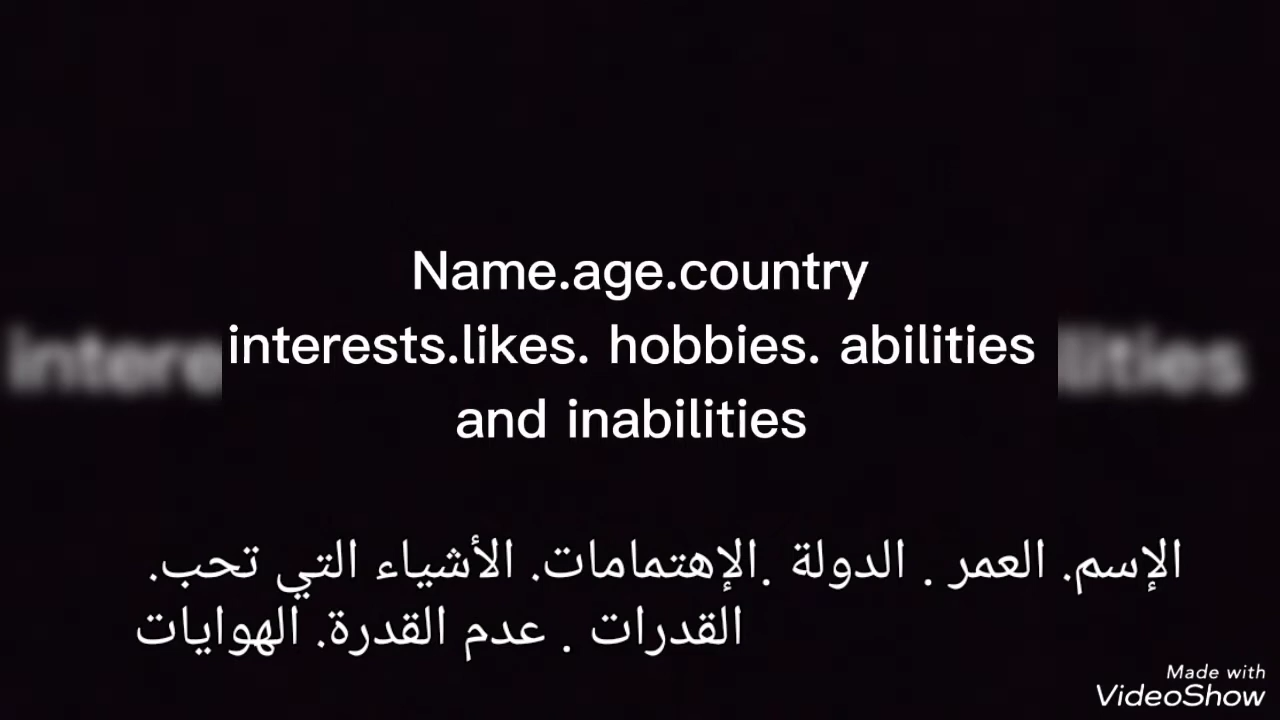 Name.age.country
interests.likes. hobbies. abilities
and inabilities
الإسم. العمر . الدولة .الإهتمامات. الأشياء التي تحب.
القدرات . عدم القدرة. الهوايات
Made with
VideoShow